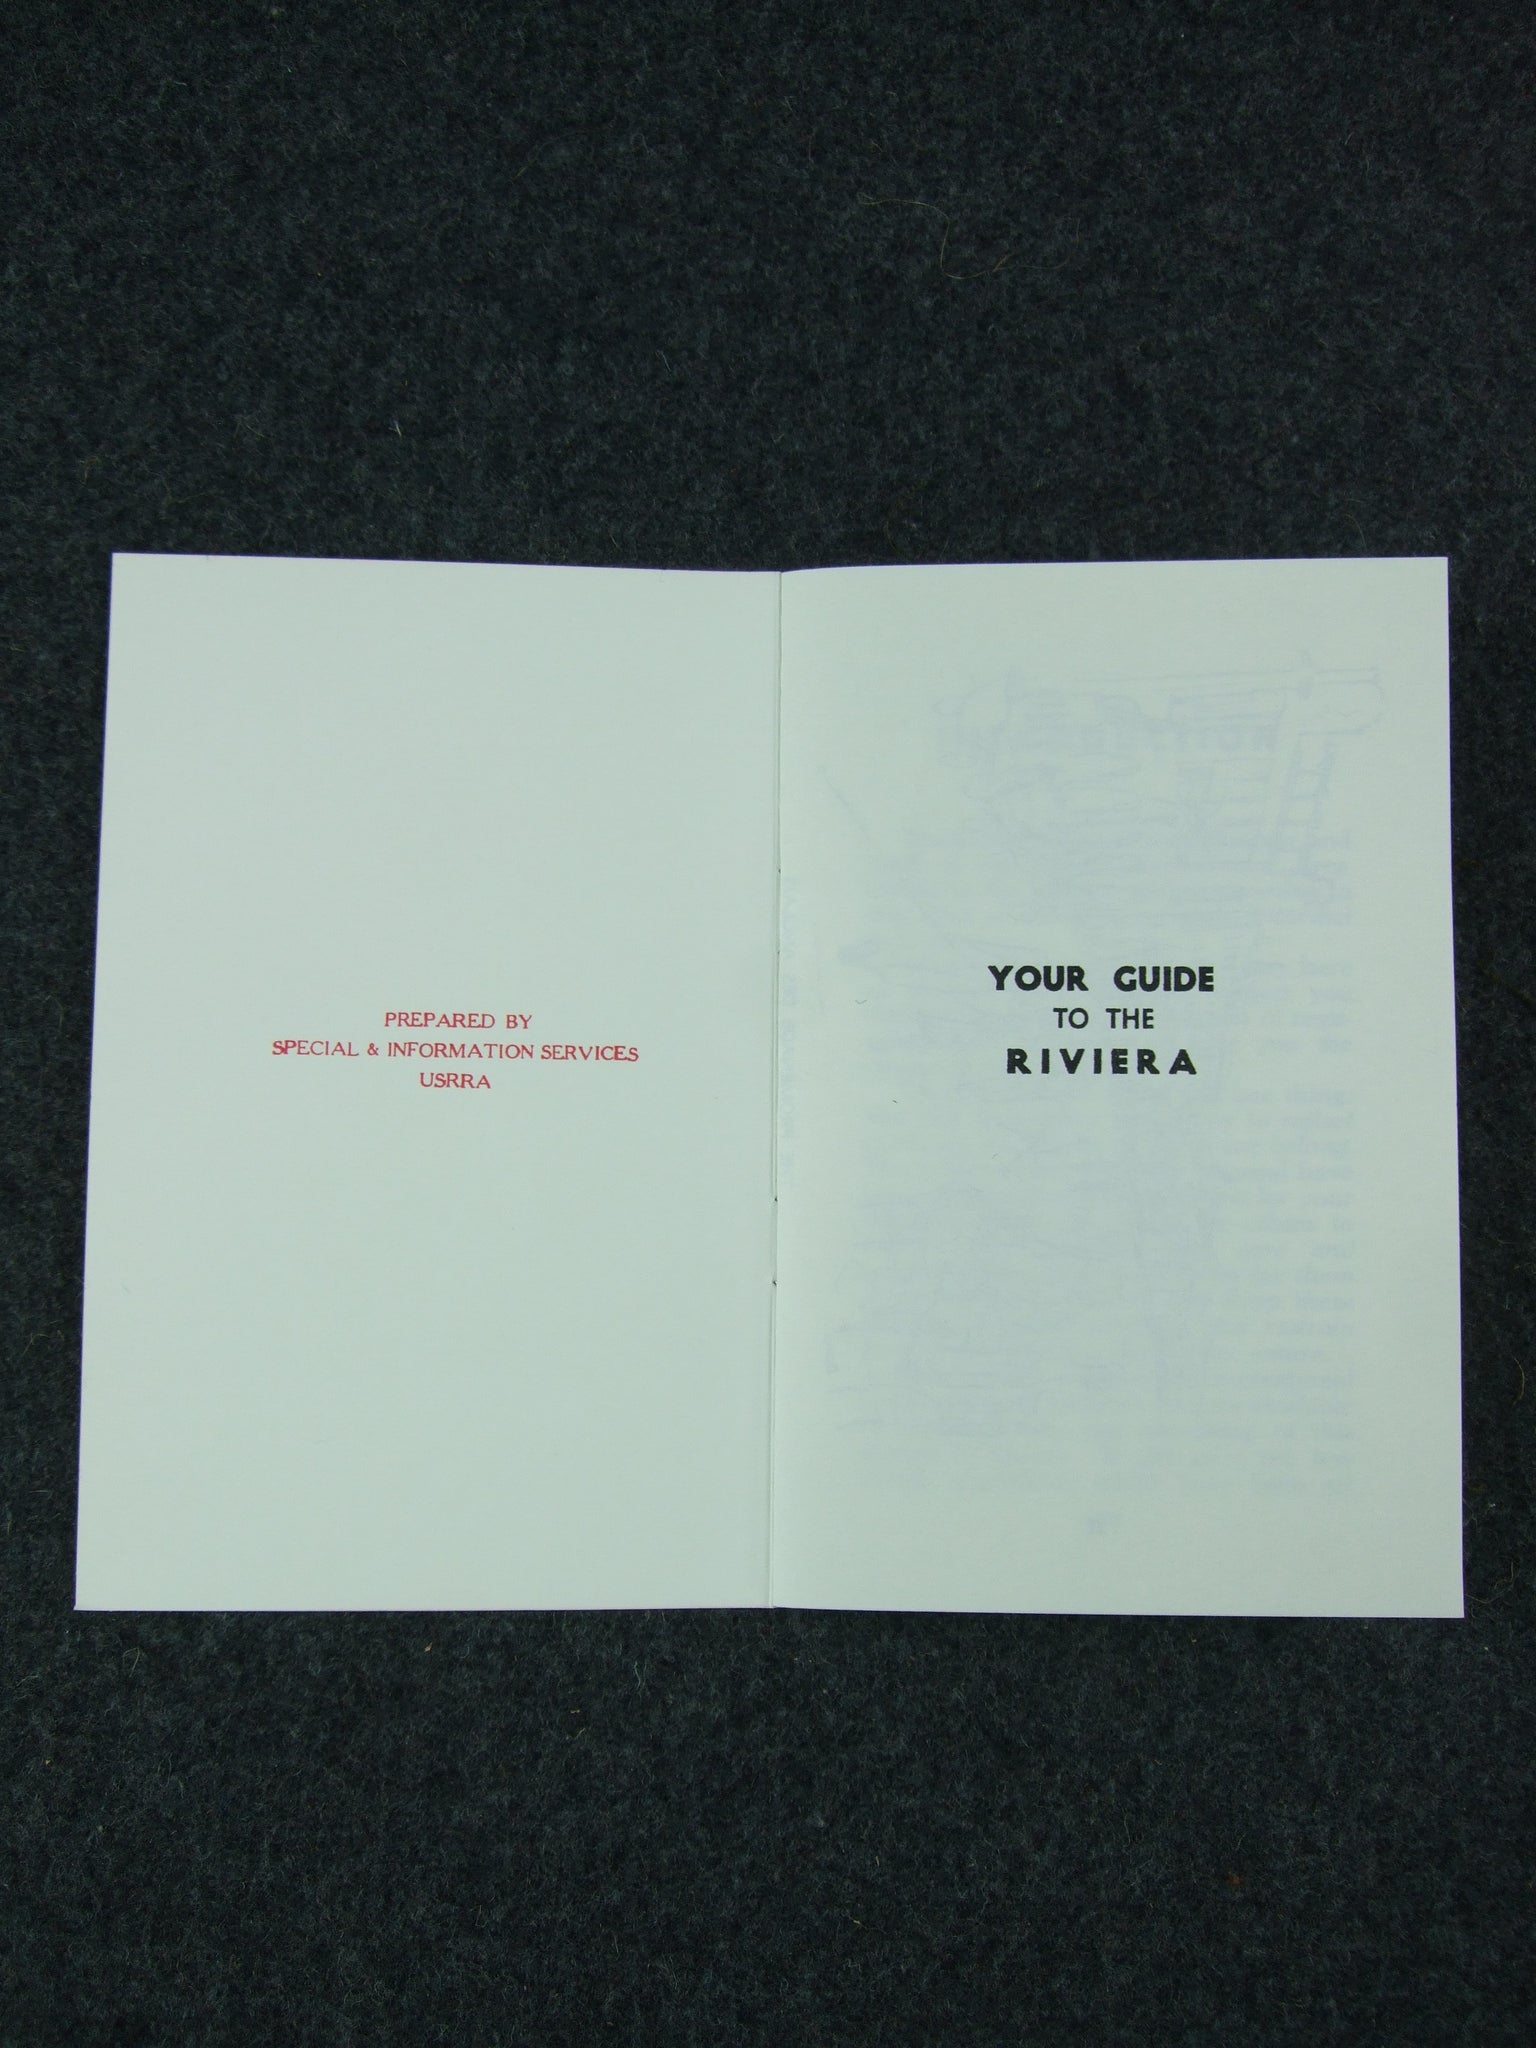 PREPARED BY
SPECIAL & INFORMATION SERVICES
USRRA
YOUR GUIDE
TO THE
RIVIERA